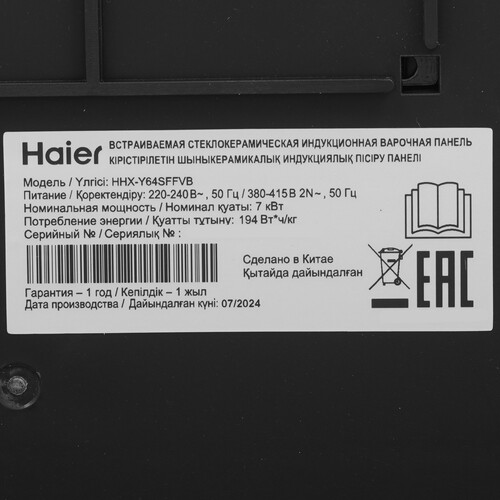 Haier
ВСТРАИВАЕМАЯ СТЕКЛОКЕРАМИЧЕСКАЯ ИНДУКЦИОННАЯ ВАРОЧНАЯ ПАНЕЛЬ
КІРІСТІРІЛЕТІН ШЫНЫКЕРАМИКАЛЫҚ ИНДУКЦИЯЛЫҚ ПІСІРУ ПАНЕЛІ
Модель / Үлгісі: HHX-Y64SFFVB
Питание / Қоректендіру: 220-240 В~ , 50 Гц / 380-415 В 2N~ , 50 Гц
Номинальная мощность / Номинал қуаты: 7 кВт
Потребление энергии / Қуатты тұтыну: 194 Вт*ч/кг
Серийный № / Сериялық № :
Сделано в Китае
Қытайда дайындалған
EAC
Гарантия – 1 год / Кепілдік – 1 жыл
Дата производства / Дайындалған күні: 07/2024